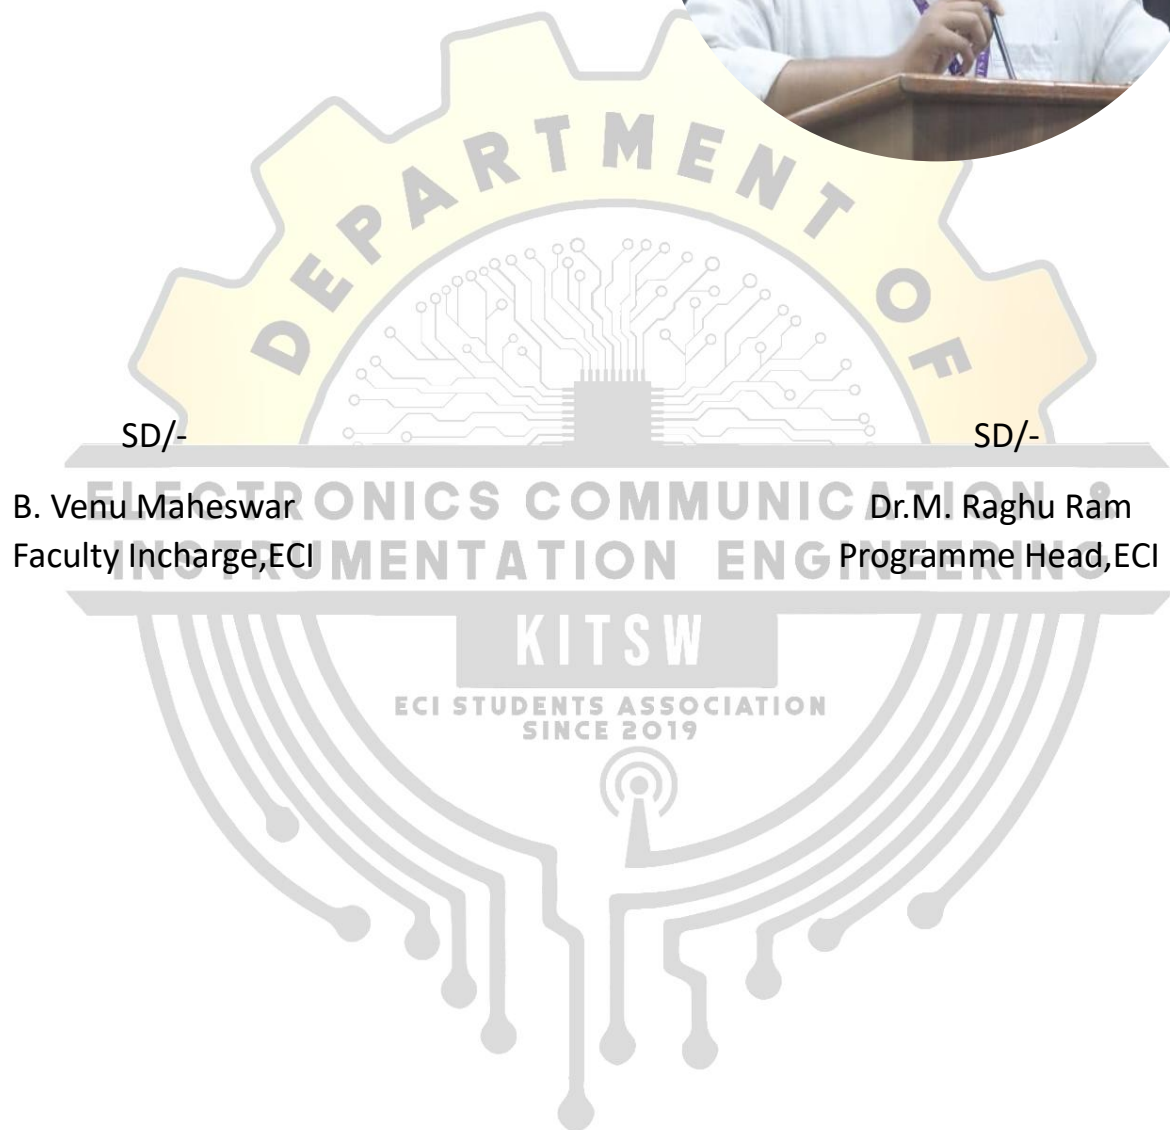 DEPARTMENT OF
SD/- SD/-
ELECTRONICS COMMUNICATION &
B. Venu Maheswar Dr.M. Raghu Ram
INSTRUMENTATION ENGINEERING
Faculty Incharge,ECI Programme Head,ECI
KITSW
ECI STUDENTS ASSOCIATION
SINCE 2019